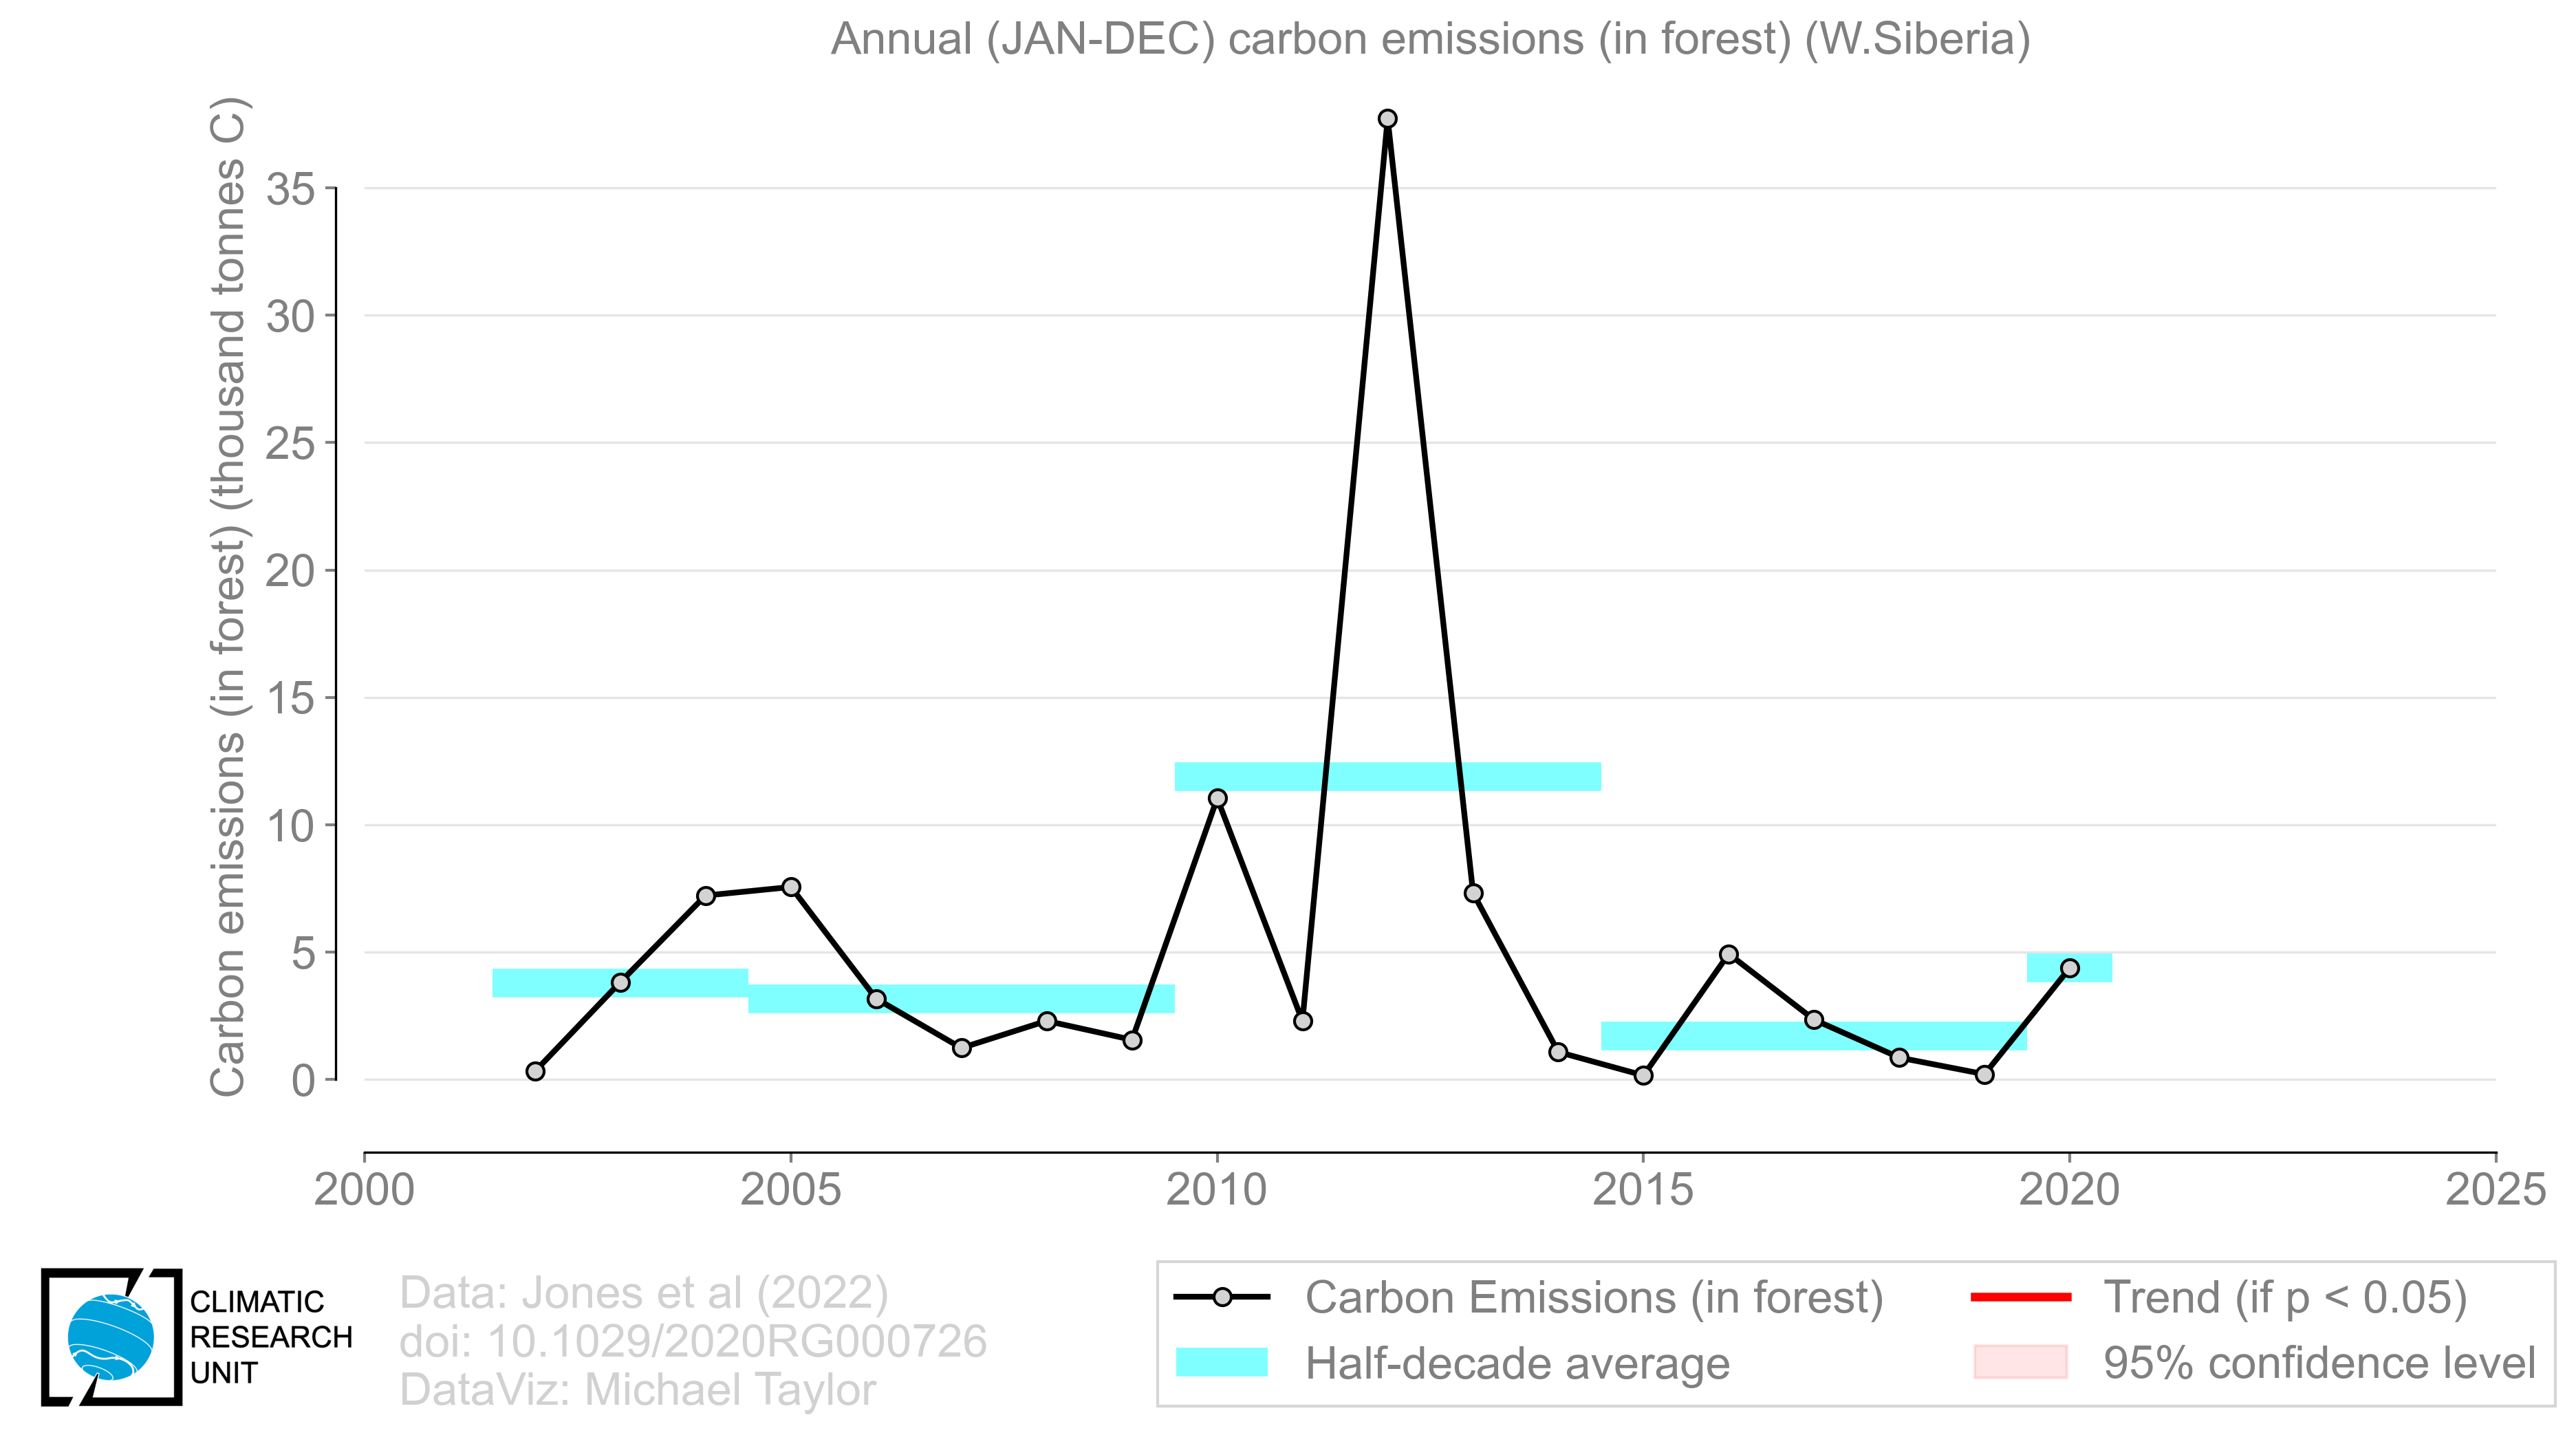 Annual (JAN-DEC) carbon emissions (in forest) (W.Siberia)
Carbon emissions (in forest) (thousand tonnes C)
35
30
25
20
15
10
5
0
2000
2005
2010
2015
2020
2025
CLIMATIC
RESEARCH
UNIT
Data: Jones et al (2022)
doi: 10.1029/2020RG000726
DataViz: Michael Taylor
Carbon Emissions (in forest)
Half-decade average
Trend (if p < 0.05)
95% confidence level